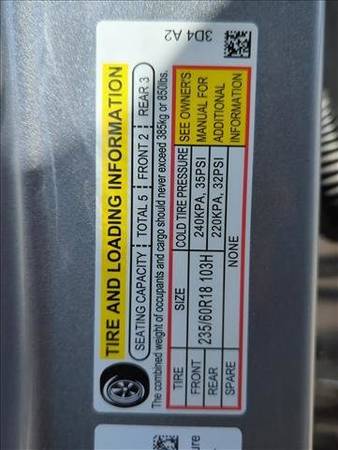 3D4 A2
TIRE AND LOADING INFORMATION
SEATING CAPACITY TOTAL 5 FRONT 2 REAR 3
The combined weight of occupants and cargo should never exceed 385kg or 850lbs.
TIRE SIZE COLD TIRE PRESSURE SEE OWNER'S MANUAL FOR ADDITIONAL INFORMATION
FRONT 235/60R18 103H 240KPA, 35PSI
REAR 220KPA, 32PSI
SPARE NONE
ure